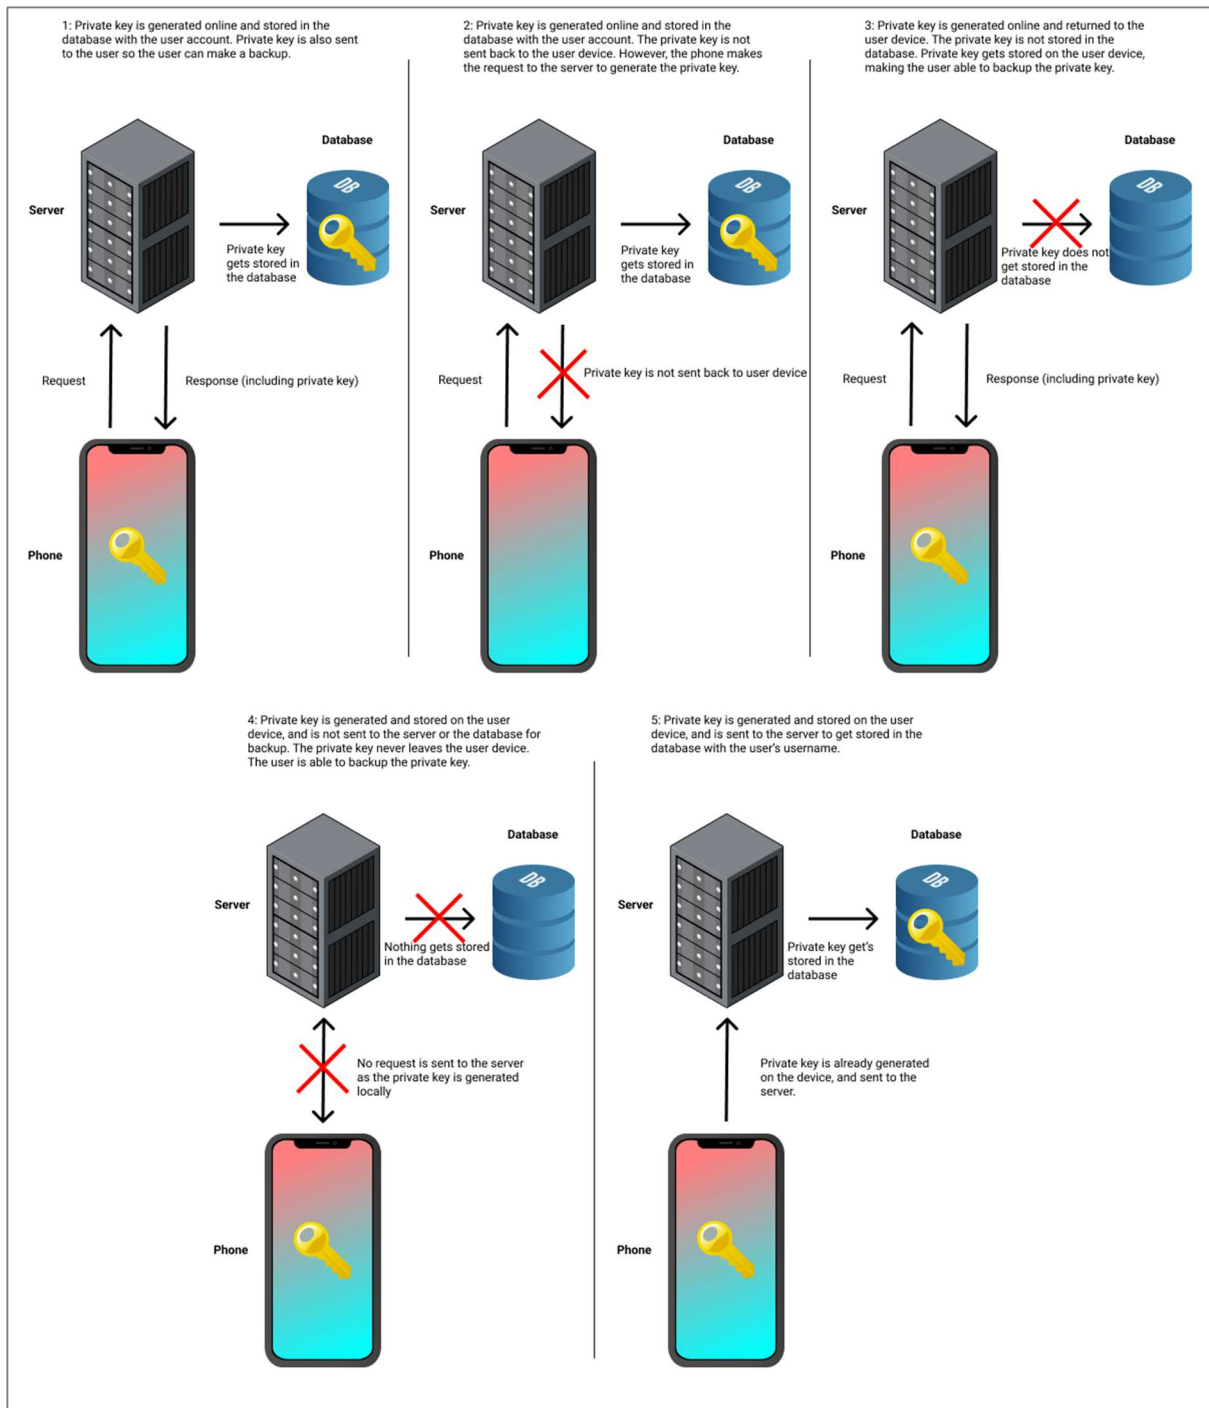 1: Private key is generated online and stored in the
database with the user account. Private key is also sent
to the user so the user can make a backup.
Database
DB
Server
Private key
gets stored in
the database
Request
Response (including private key)
Phone
2: Private key is generated online and stored in the
database with the user account. The private key is not
sent back to the user device. However, the phone makes
the request to the server to generate the private key.
Database
DB
Server
Private key
gets stored in
the database
Request
Private key is not sent back to user device
Phone
3: Private key is generated online and returned to the
user device. The private key is not stored in the
database. Private key gets stored on the user device,
making the user able to backup the private key.
Database
DB
Server
Private key does not
get stored in the
database
Request
Response (including private key)
Phone
4: Private key is generated and stored on the user
device, and is not sent to the server or the database for
backup. The private key never leaves the user device.
The user is able to backup the private key.
Database
DB
Server
Nothing gets stored
in the database
No request is sent to the server
as the private key is generated
locally
Phone
5: Private key is generated and stored on the user
device, and is sent to the server to get stored in the
database with the user's username.
Database
DB
Server
Private key get's
stored in the
database
Private key is already generated
on the device, and sent to the
server.
Phone